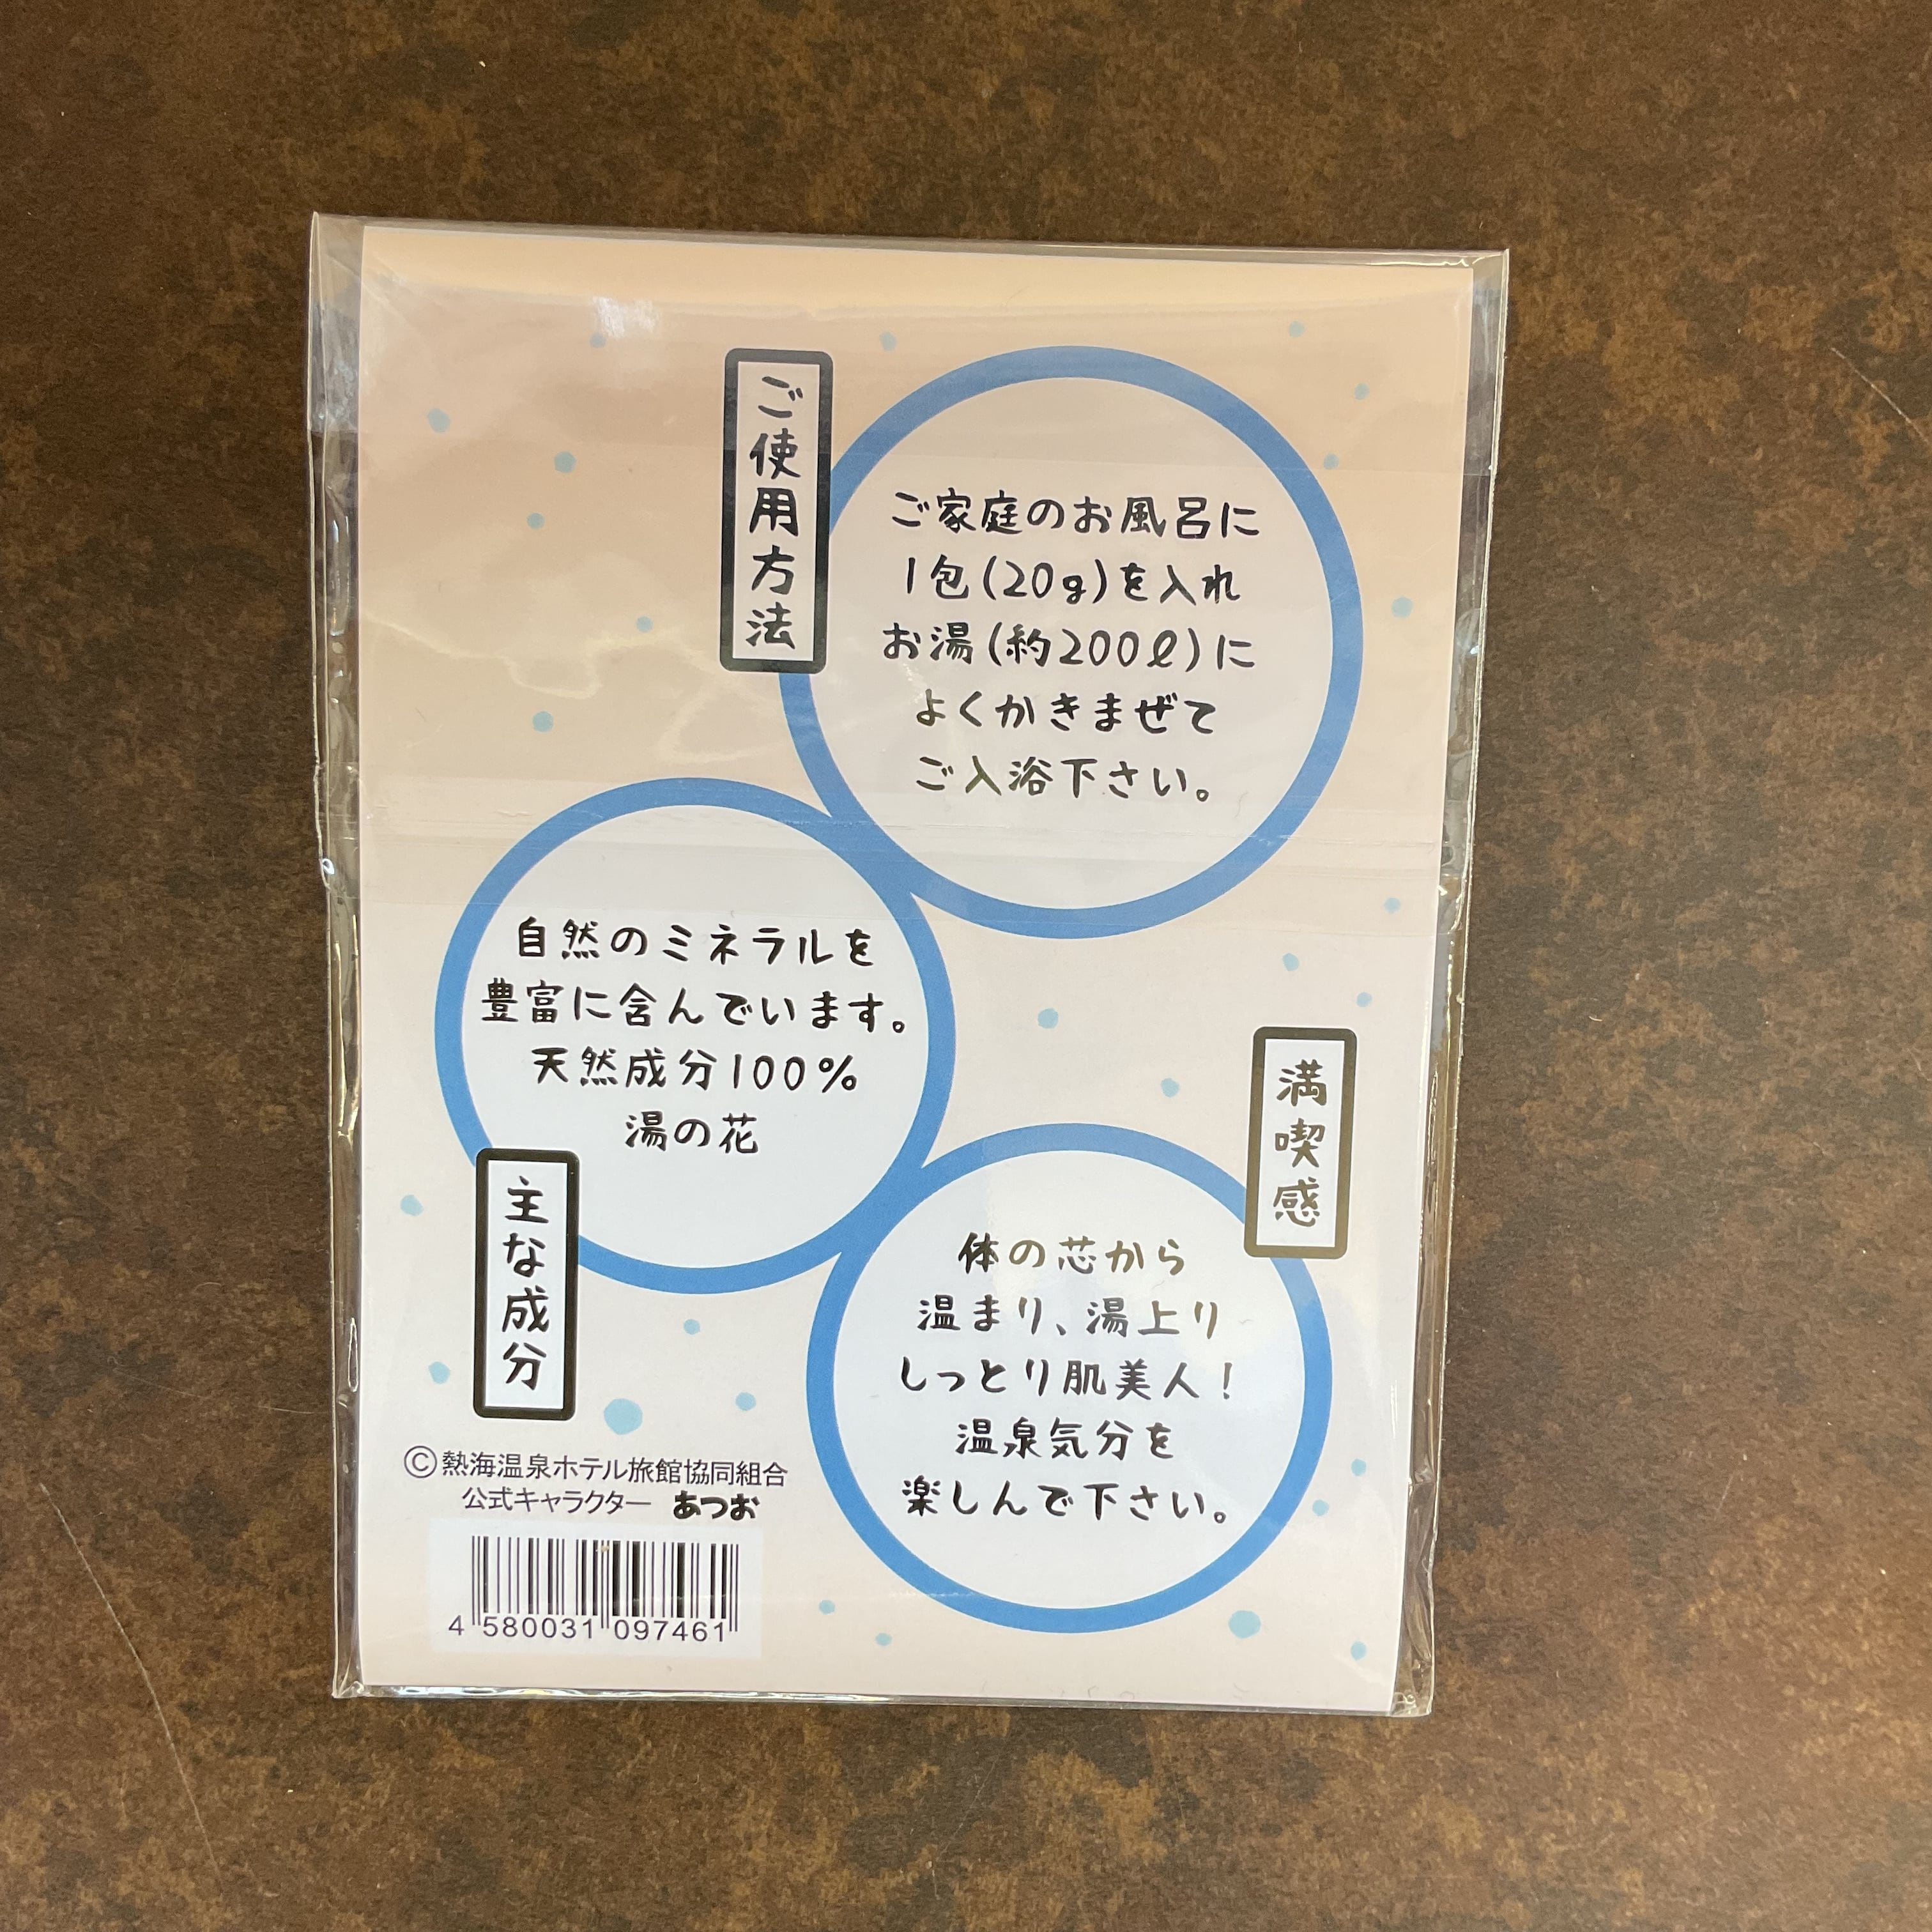 ご使用方法
ご家庭のお風呂に
1包(20g)を入れ
お湯(約200ℓ)に
よくかきまぜて
ご入浴下さい。
自然のミネラルを
豊富に含んでいます。
天然成分100%
湯の花
主な成分
満喫感
体の芯から
温まり、湯上り
しっとり肌美人!
温泉気分を
楽しんで下さい。
©熱海温泉ホテル旅館協同組合
公式キャラクター あつお
4 580031 097461